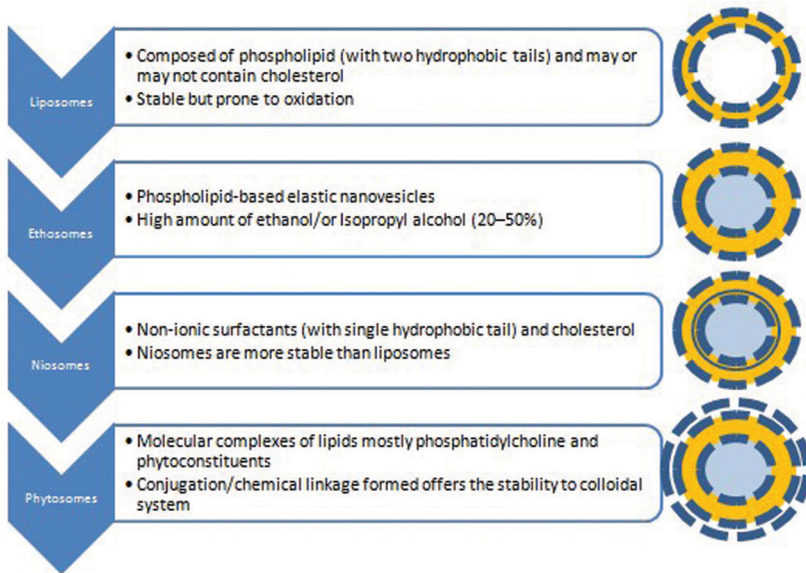 Liposomes
• Composed of phospholipid (with two hydrophobic tails) and may or
may not contain cholesterol
• Stable but prone to oxidation
Ethosomes
• Phospholipid-based elastic nanovesicles
• High amount of ethanol/or Isopropyl alcohol (20–50%)
Niosomes
• Non-ionic surfactants (with single hydrophobic tail) and cholesterol
• Niosomes are more stable than liposomes
Phytosomes
• Molecular complexes of lipids mostly phosphatidylcholine and
phytoconstituents
• Conjugation/chemical linkage formed offers the stability to colloidal
system